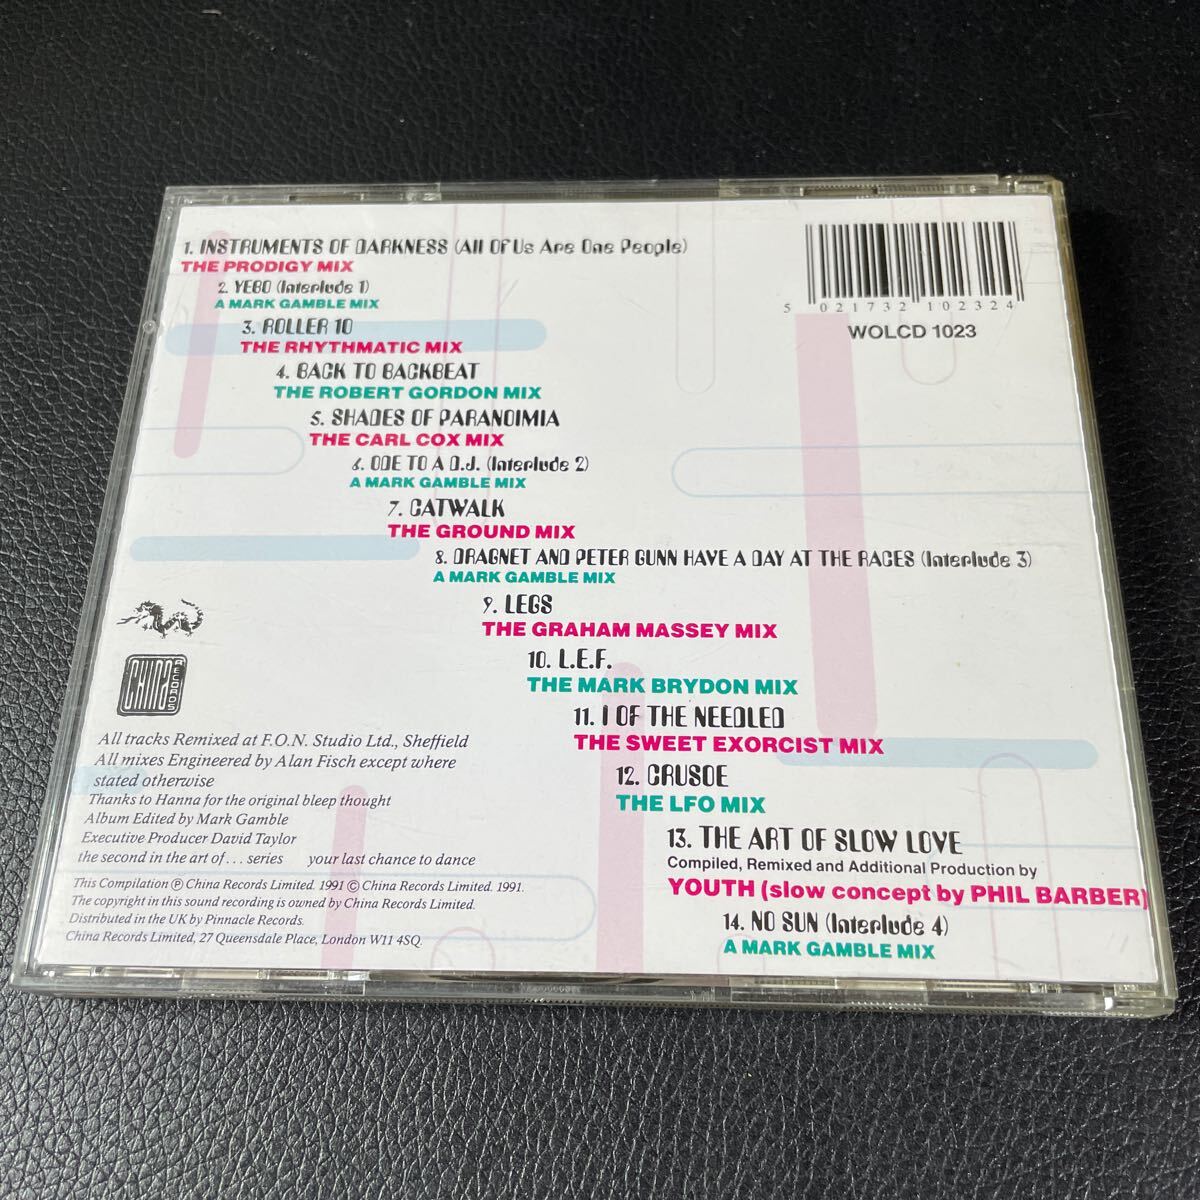 1. INSTRUMENTS OF DARKNESS (All Of Us Are One People)
THE PRODIGY MIX
2. YEBO (Interlude 1)
A MARK GAMBLE MIX
3. ROLLER 10
THE RHYTHMATIC MIX
4. BACK TO BACKBEAT
THE ROBERT GORDON MIX
5. SHADES OF PARANOIMIA
THE CARL COX MIX
6. ODE TO A D.J. (Interlude 2)
A MARK GAMBLE MIX
7. CATWALK
THE GROUND MIX
8. DRAGNET AND PETER GUNN HAVE A DAY AT THE RACES (Interlude 3)
A MARK GAMBLE MIX
9. LEGS
THE GRAHAM MASSEY MIX
10. L.E.F.
THE MARK BRYDON MIX
11. I OF THE NEEDLED
THE SWEET EXORCIST MIX
12. CRUSOE
THE LFO MIX
13. THE ART OF SLOW LOVE
Compiled, Remixed and Additional Production by
YOUTH (slow concept by PHIL BARBER)
14. NO SUN (Interlude 4)
A MARK GAMBLE MIX
5 021732 102324
WOLCD 1023
CHINA RECORDS
All tracks Remixed at F.O.N. Studio Ltd., Sheffield
All mixes Engineered by Alan Fisch except where
stated otherwise
Thanks to Hanna for the original bleep thought
Album Edited by Mark Gamble
Executive Producer David Taylor
the second in the art of... series your last chance to dance
This Compilation Ⓟ China Records Limited. 1991 © China Records Limited. 1991.
The copyright in this sound recording is owned by China Records Limited.
Distributed in the UK by Pinnacle Records.
China Records Limited, 27 Queensdale Place, London W11 4SQ.